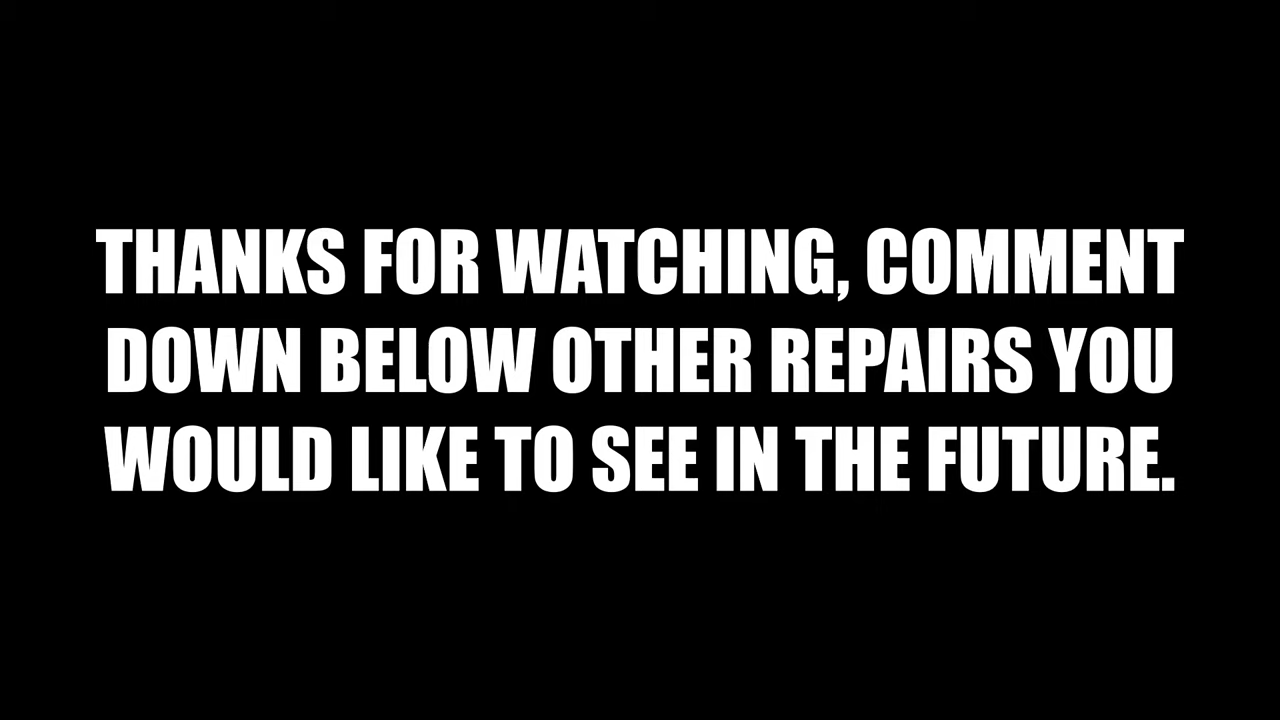 THANKS FOR WATCHING, COMMENT
DOWN BELOW OTHER REPAIRS YOU
WOULD LIKE TO SEE IN THE FUTURE.